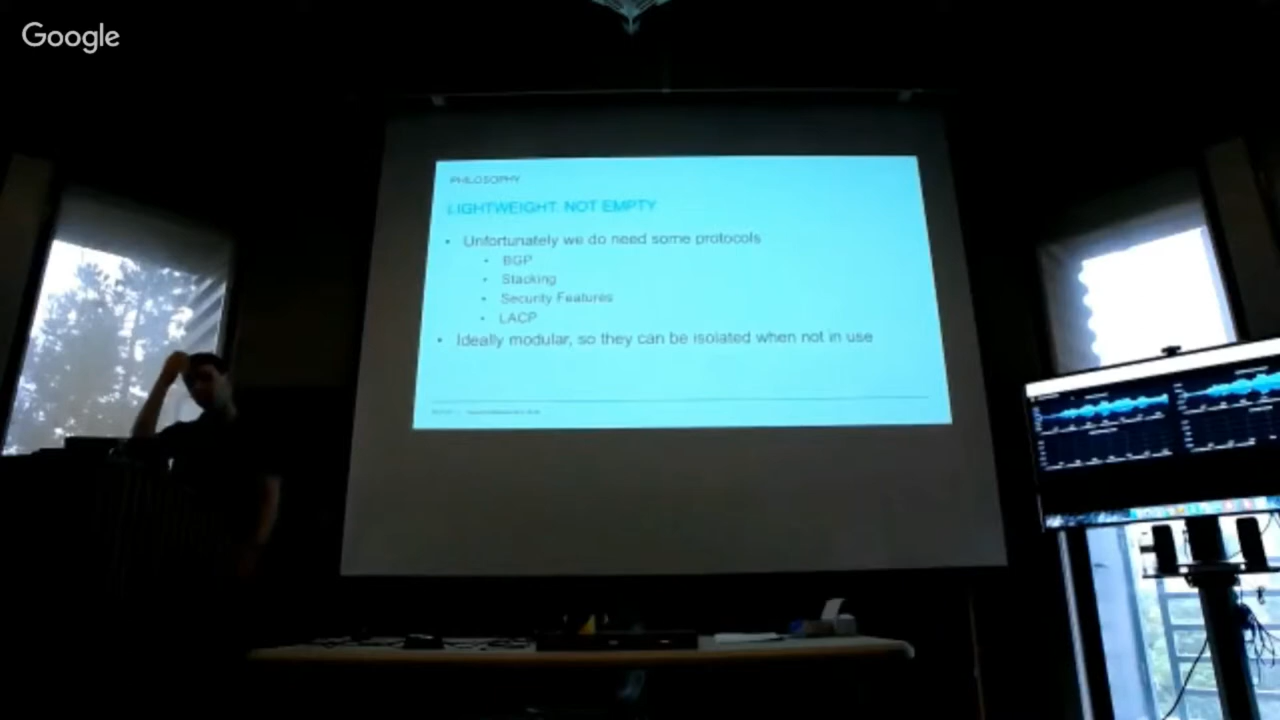 Google
PHILOSOPHY
LIGHTWEIGHT. NOT EMPTY
• Unfortunately we do need some protocols
• BGP
• Stacking
• Security Features
• LACP
• Ideally modular, so they can be isolated when not in use